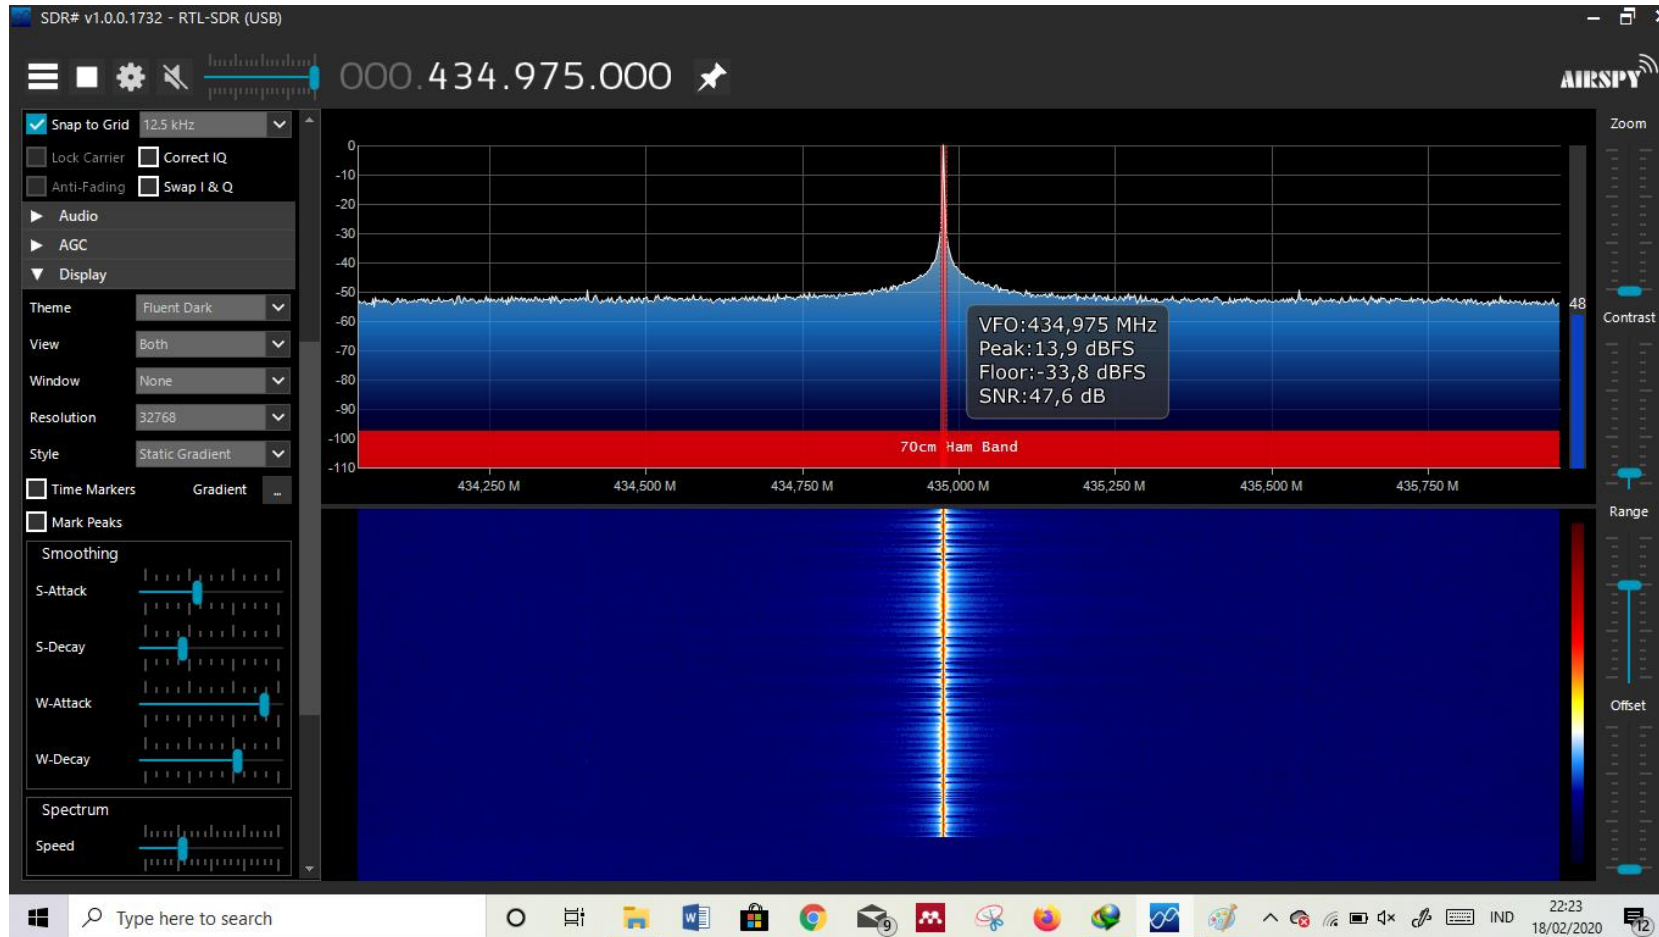 SDR# v1.0.0.1732 - RTL-SDR (USB)
000.434.975.000
AIRSPY
Snap to Grid 12.5 kHz
Lock Carrier Correct IQ
Anti-Fading Swap I & Q
Audio
AGC
Display
Theme Fluent Dark
View Both
Window None
Resolution 32768
Style Static Gradient
Time Markers Gradient ...
Mark Peaks
Smoothing
S-Attack
S-Decay
W-Attack
W-Decay
Spectrum
Speed
0
-10
-20
-30
-40
-50
-60
-70
-80
-90
-100
-110
VFO:434,975 MHz
Peak:13,9 dBFS
Floor:-33,8 dBFS
SNR:47,6 dB
70cm Ham Band
434,250 M 434,500 M 434,750 M 435,000 M 435,250 M 435,500 M 435,750 M
48
Zoom
Contrast
Range
Offset
Type here to search
W
9
IND
22:23
18/02/2020
12